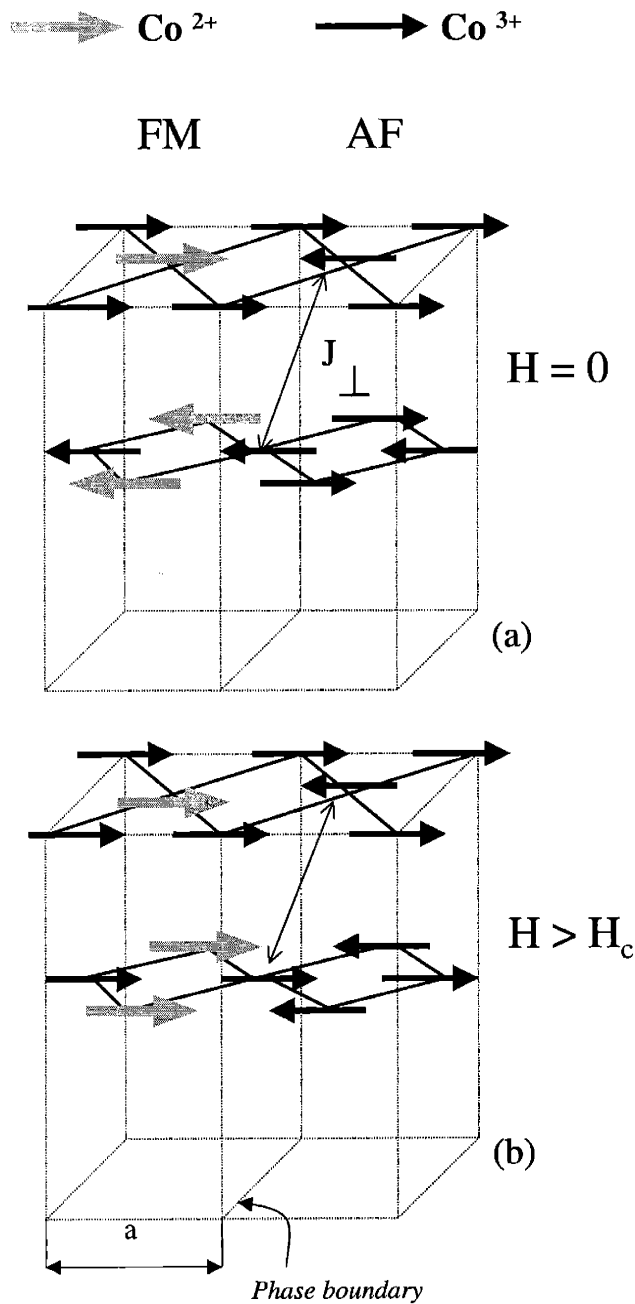 Co 2+ Co 3+
FM AF
J⊥
H = 0
(a)
H > Hc
(b)
a
Phase boundary